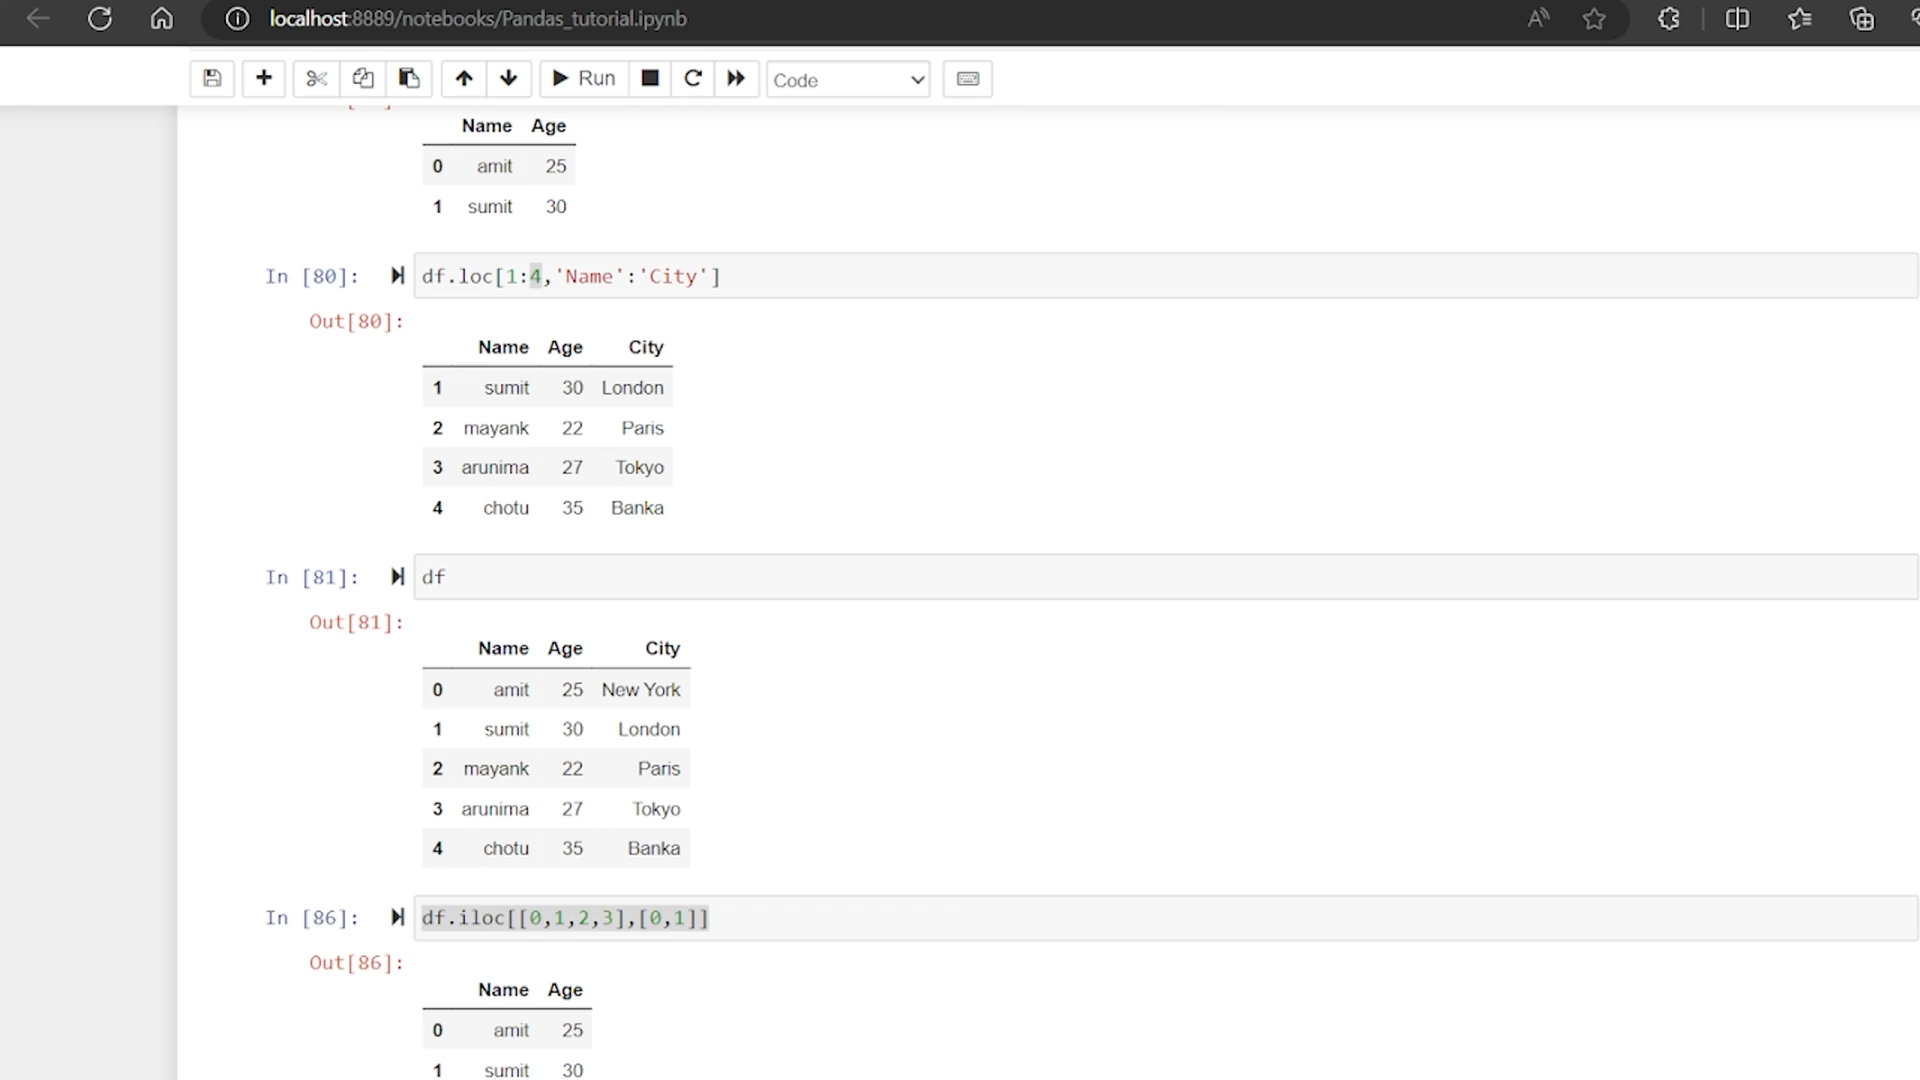 localhost:8889/notebooks/Pandas_tutorial.ipynb
Run
Code
Name Age
0 amit 25
1 sumit 30
In [80]: df.loc[1:4,'Name':'City']
Out[80]:
Name Age City
1 sumit 30 London
2 mayank 22 Paris
3 arunima 27 Tokyo
4 chotu 35 Banka
In [81]: df
Out[81]:
Name Age City
0 amit 25 New York
1 sumit 30 London
2 mayank 22 Paris
3 arunima 27 Tokyo
4 chotu 35 Banka
In [86]: df.iloc[[0,1,2,3],[0,1]]
Out[86]:
Name Age
0 amit 25
1 sumit 30